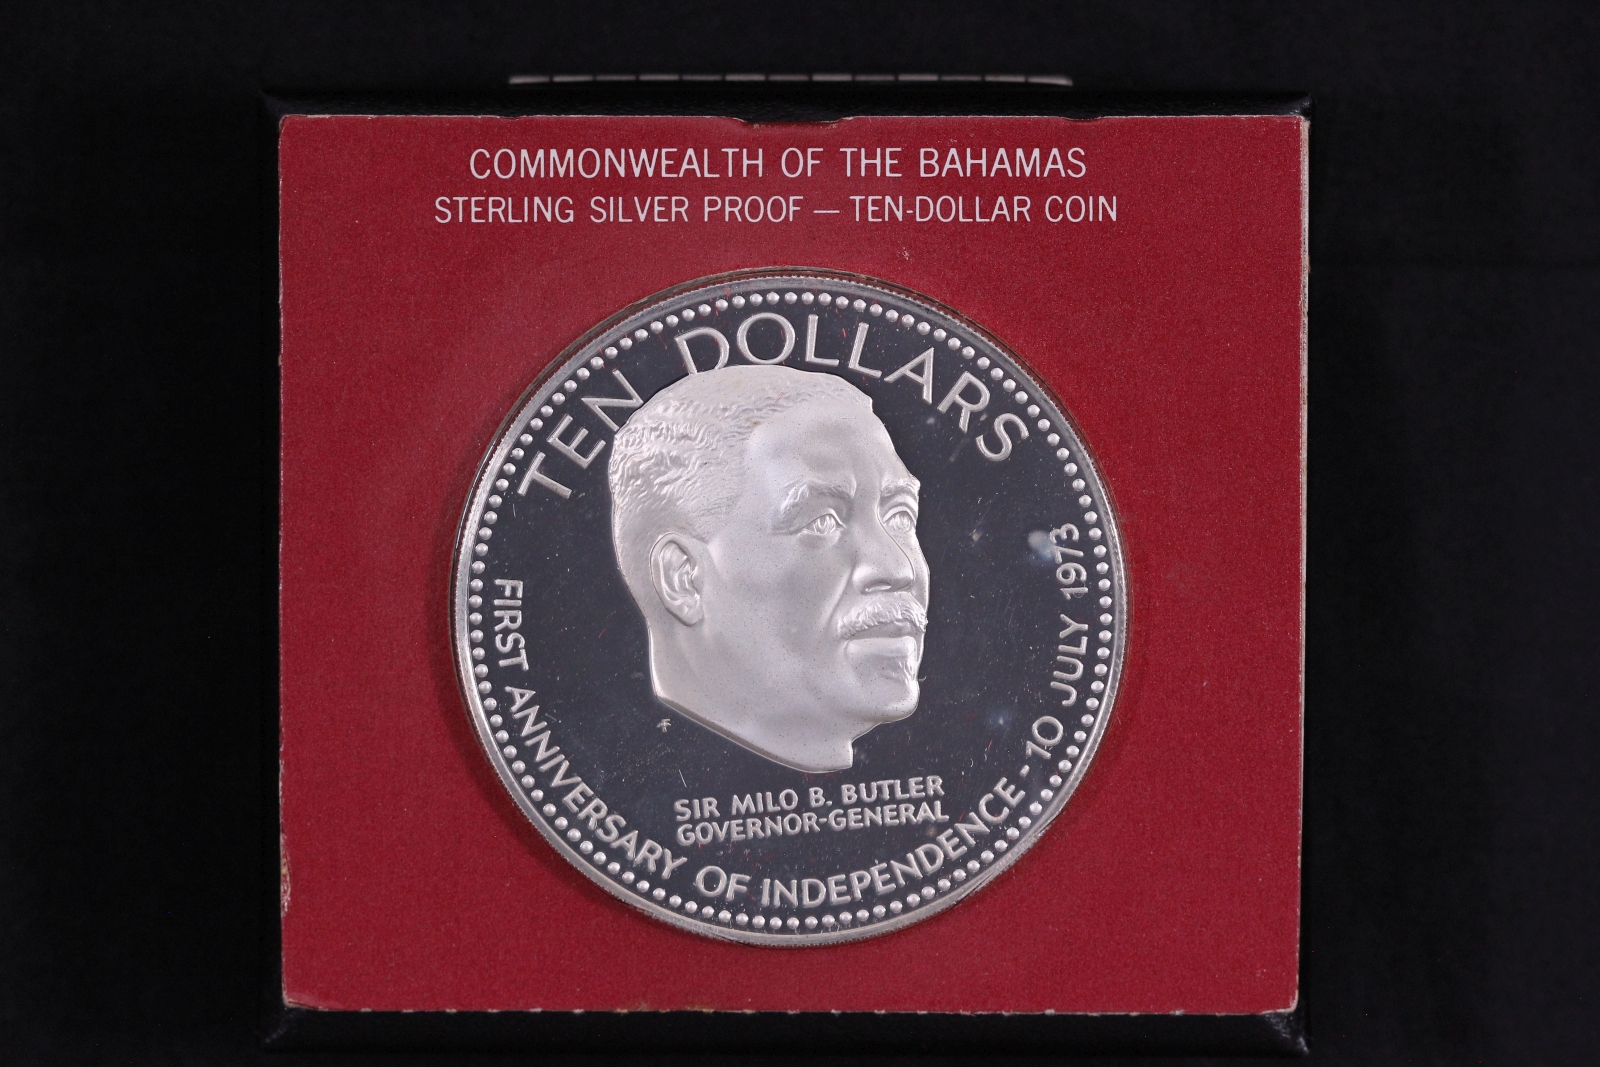 COMMONWEALTH OF THE BAHAMAS
STERLING SILVER PROOF — TEN-DOLLAR COIN
TEN DOLLARS
SIR MILO B. BUTLER
GOVERNOR-GENERAL
FIRST ANNIVERSARY OF INDEPENDENCE - 10 JULY 1973